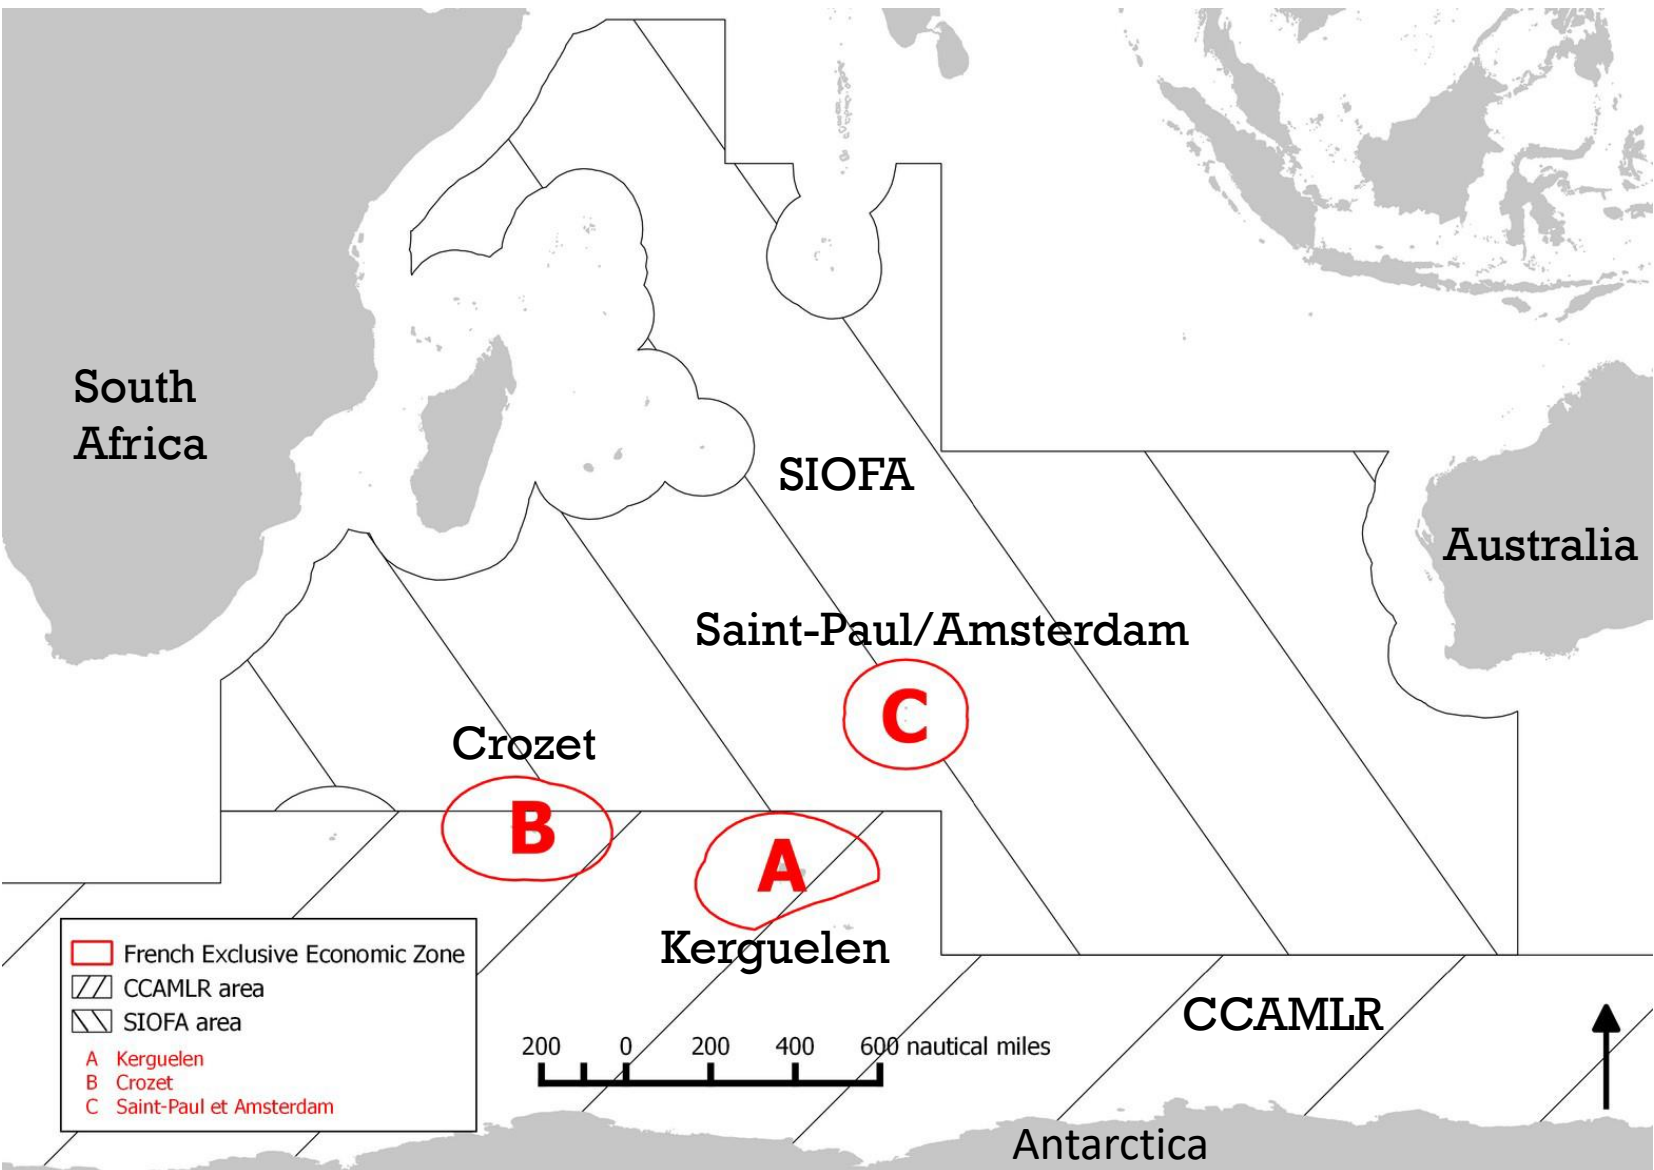 South
Africa
SIOFA
Australia
Saint-Paul/Amsterdam
C
Crozet
B
A
Kerguelen
French Exclusive Economic Zone
CCAMLR area
SIOFA area
A Kerguelen
B Crozet
C Saint-Paul et Amsterdam
CCAMLR
200 0 200 400 600 nautical miles
Antarctica